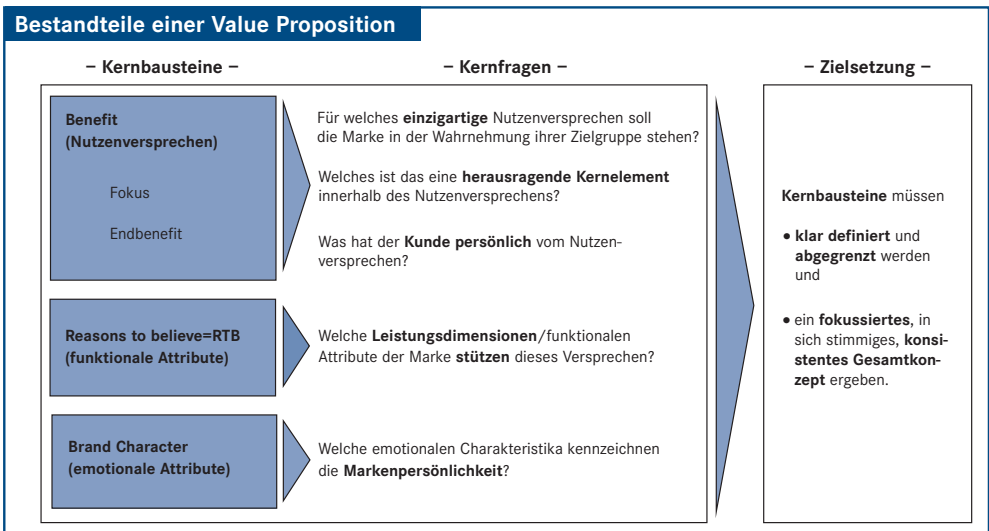 Bestandteile einer Value Proposition
– Kernbausteine –
– Kernfragen –
– Zielsetzung –
Benefit
(Nutzenversprechen)
Fokus
Endbenefit
Für welches einzigartige Nutzenversprechen soll
die Marke in der Wahrnehmung ihrer Zielgruppe stehen?
Welches ist das eine herausragende Kernelement
innerhalb des Nutzenversprechens?
Was hat der Kunde persönlich vom Nutzen-
versprechen?
Reasons to believe=RTB
(funktionale Attribute)
Welche Leistungsdimensionen/funktionalen
Attribute der Marke stützen dieses Versprechen?
Brand Character
(emotionale Attribute)
Welche emotionalen Charakteristika kennzeichnen
die Markenpersönlichkeit?
Kernbausteine müssen
• klar definiert und
abgegrenzt werden
und
• ein fokussiertes, in
sich stimmiges, konsi-
stentes Gesamtkon-
zept ergeben.